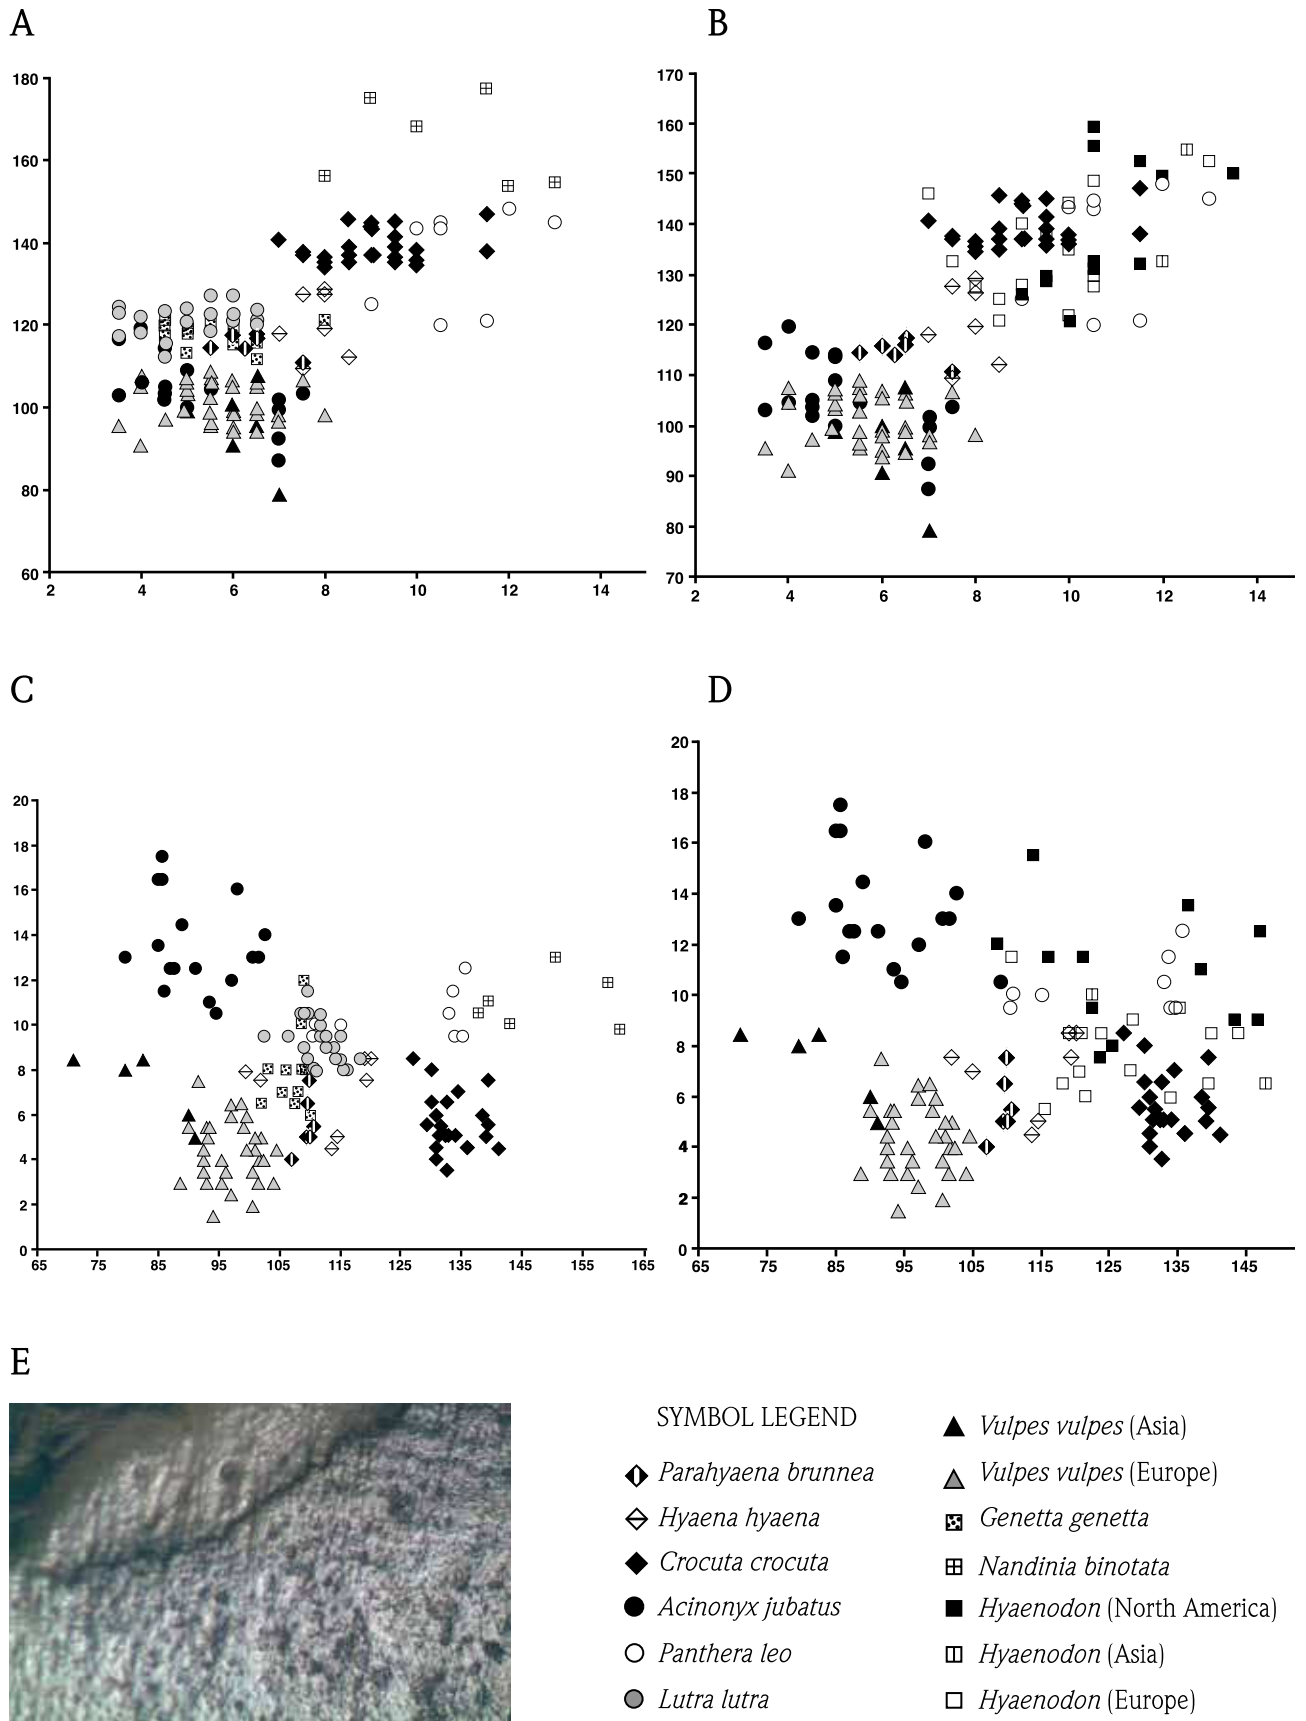 A
B
180
160
140
120
100
80
60
2 4 6 8 10 12 14
170
160
150
140
130
120
110
100
90
80
70
2 4 6 8 10 12 14
C
D
20
18
16
14
12
10
8
6
4
2
0
65 75 85 95 105 115 125 135 145 155 165
20
18
16
14
12
10
8
6
4
2
0
65 75 85 95 105 115 125 135 145
E
SYMBOL LEGEND
Parahyaena brunnea
Hyaena hyaena
Crocuta crocuta
Acinonyx jubatus
Panthera leo
Lutra lutra
Vulpes vulpes (Asia)
Vulpes vulpes (Europe)
Genetta genetta
Nandinia binotata
Hyaenodon (North America)
Hyaenodon (Asia)
Hyaenodon (Europe)